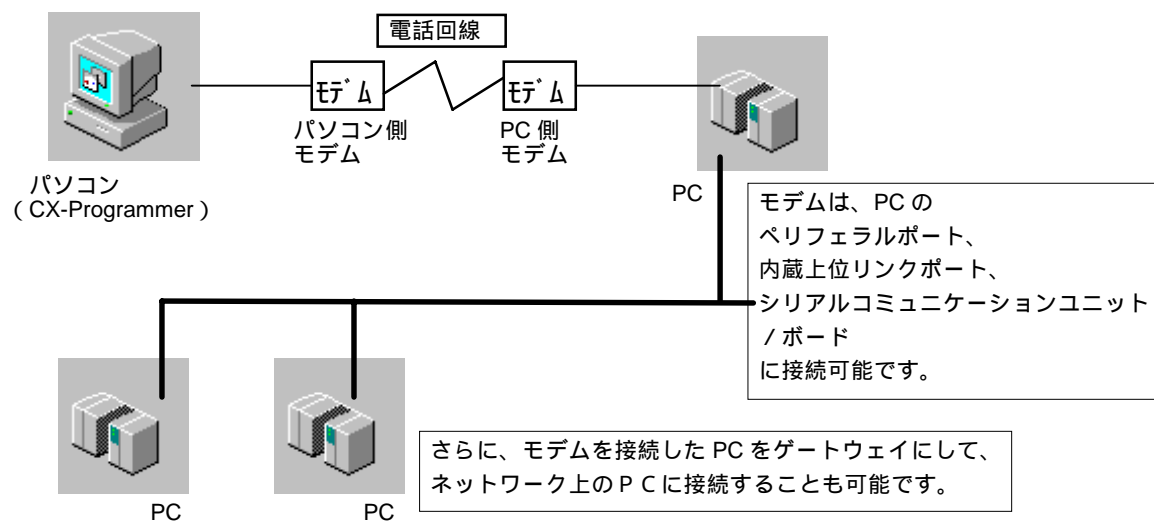 電話回線
モデム
モデム
パソコン側
モデム
PC 側
モデム
パソコン
（CX-Programmer）
PC
モデムは、PC の
ペリフェラルポート、
内蔵上位リンクポート、
シリアルコミュニケーションユニット
／ボード
に接続可能です。
さらに、モデムを接続した PC をゲートウェイにして、
ネットワーク上のＰＣに接続することも可能です。
PC
PC